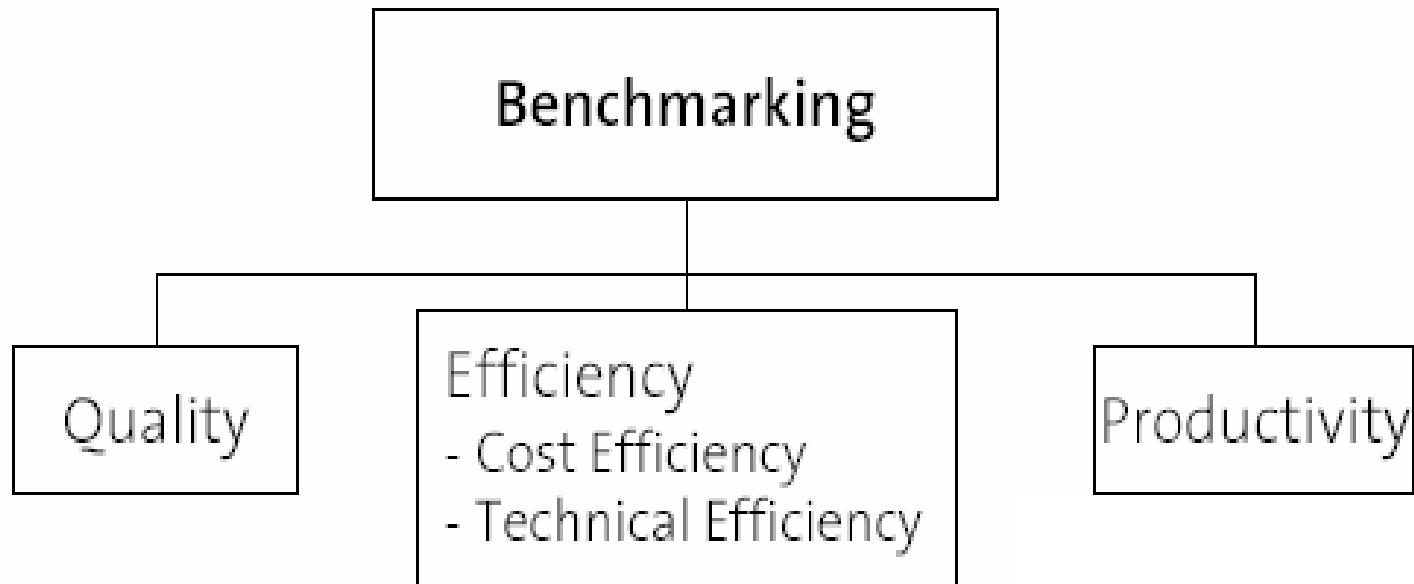 Benchmarking
Quality
Efficiency
- Cost Efficiency
- Technical Efficiency
Productivity